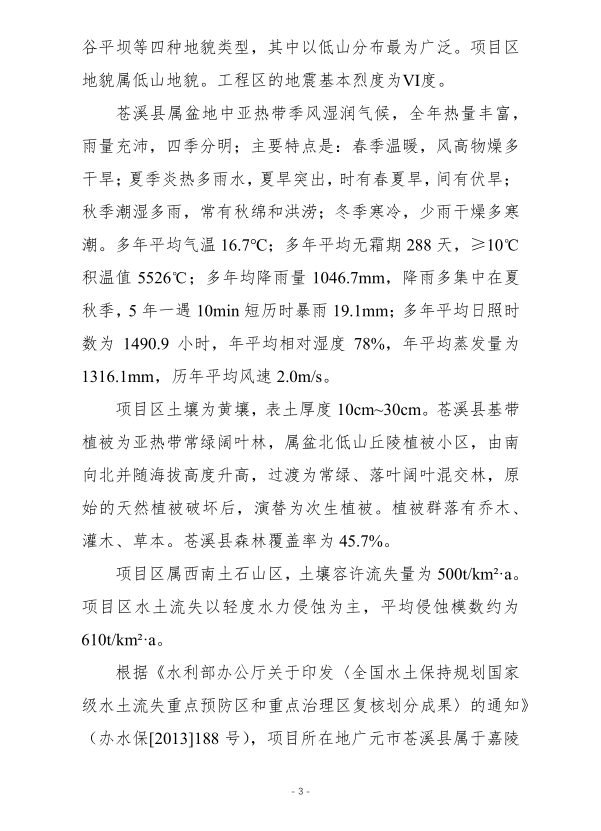 谷平坝等四种地貌类型，其中以低山分布最为广泛。项目区
地貌属低山地貌。工程区的地震基本烈度为Ⅵ度。
苍溪县属盆地中亚热带季风湿润气候，全年热量丰富，
雨量充沛，四季分明；主要特点是：春季温暖，风高物燥多
干旱；夏季炎热多雨水，夏旱突出，时有春夏旱，间有伏旱；
秋季潮湿多雨，常有秋绵和洪涝；冬季寒冷，少雨干燥多寒
潮。多年平均气温 16.7℃；多年平均无霜期 288 天，≥10℃
积温值 5526℃；多年均降雨量 1046.7mm，降雨多集中在夏
秋季，5 年一遇 10min 短历时暴雨 19.1mm；多年平均日照时
数为 1490.9 小时，年平均相对湿度 78%，年平均蒸发量为
1316.1mm，历年平均风速 2.0m/s。
项目区土壤为黄壤，表土厚度 10cm~30cm。苍溪县基带
植被为亚热带常绿阔叶林，属盆北低山丘陵植被小区，由南
向北并随海拔高度升高，过渡为常绿、落叶阔叶混交林，原
始的天然植被破坏后，演替为次生植被。植被群落有乔木、
灌木、草本。苍溪县森林覆盖率为 45.7%。
项目区属西南土石山区，土壤容许流失量为 500t/km²·a。
项目区水土流失以轻度水力侵蚀为主，平均侵蚀模数约为
610t/km²·a。
根据《水利部办公厅关于印发〈全国水土保持规划国家
级水土流失重点预防区和重点治理区复核划分成果〉的通知》
（办水保[2013]188 号），项目所在地广元市苍溪县属于嘉陵
- 3 -